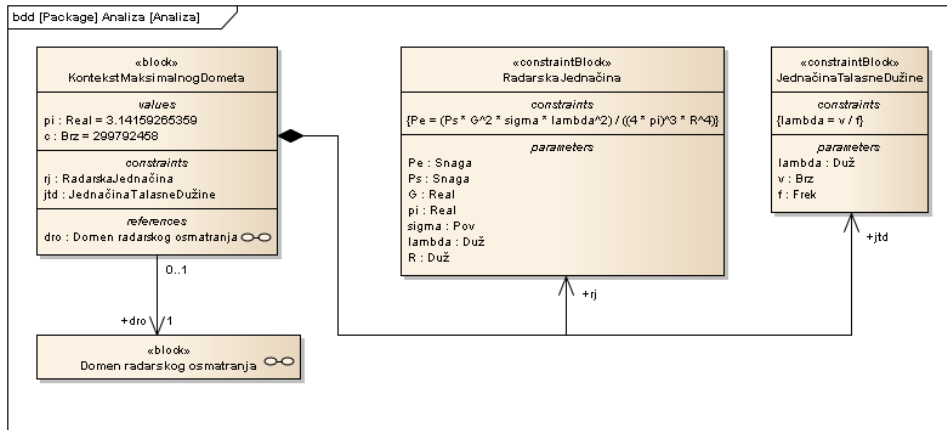 bdd [Package] Analiza [Analiza]
«block»
KontekstMaksimalnogDometa
values
pi : Real = 3.14159265359
c : Brz = 299792458
constraints
rj : RadarskaJednačina
jtd : JednačinaTalasneDužine
references
dro : Domen radarskog osmatranja
«constraintBlock»
RadarskaJednačina
constraints
{Pe = (Ps * G^2 * sigma * lambda^2) / ((4 * pi)^3 * R^4)}
parameters
Pe : Snaga
Ps : Snaga
G : Real
pi : Real
sigma : Pov
lambda : Duž
R : Duž
«constraintBlock»
JednačinaTalasneDužine
constraints
{lambda = v / f}
parameters
lambda : Duž
v : Brz
f : Frek
0..1
+dro
1
+rj
+jtd
«block»
Domen radarskog osmatranja